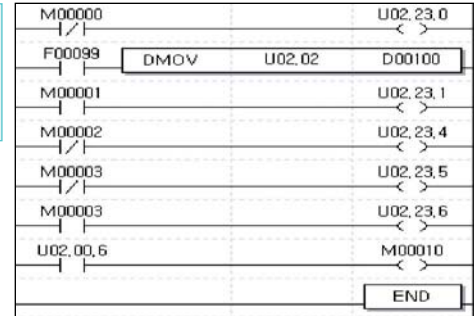 M00000 U02,23,0
F00099 DMOV U02,02 D00100
M00001 U02,23,1
M00002 U02,23,4
M00003 U02,23,5
M00003 U02,23,6
U02,00,6 M00010
END